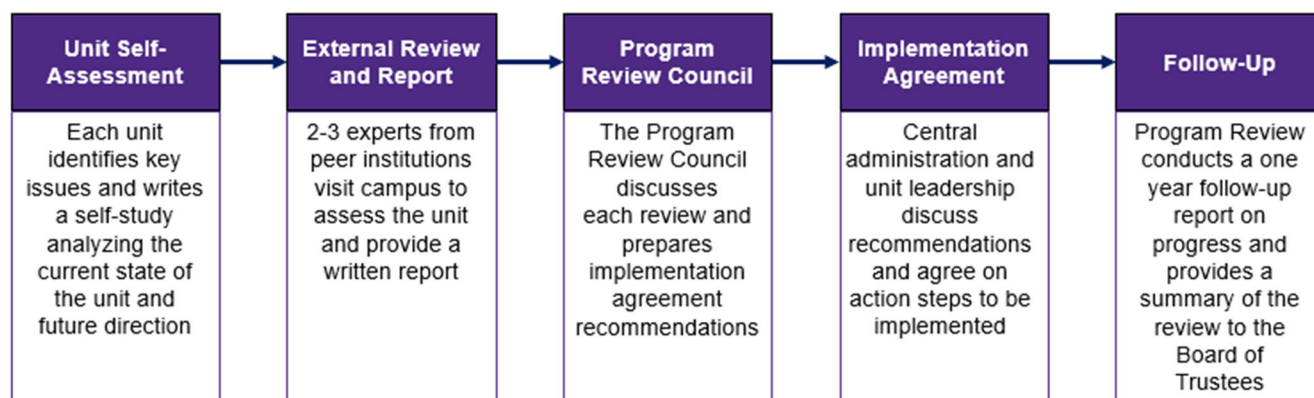 Unit Self-
Assessment
Each unit
identifies key
issues and writes
a self-study
analyzing the
current state of
the unit and
future direction
External Review
and Report
2-3 experts from
peer institutions
visit campus to
assess the unit
and provide a
written report
Program
Review Council
The Program
Review Council
discusses
each review and
prepares
implementation
agreement
recommendations
Implementation
Agreement
Central
administration and
unit leadership
discuss
recommendations
and agree on
action steps to be
implemented
Follow-Up
Program Review
conducts a one
year follow-up
report on
progress and
provides a
summary of the
review to the
Board of
Trustees